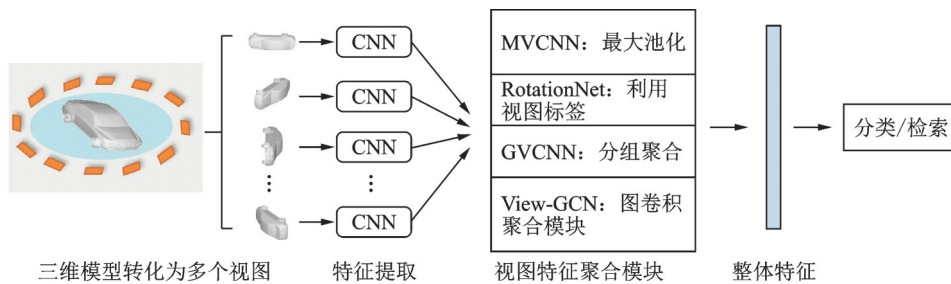 CNN
CNN
CNN
CNN
MVCNN：最大池化
RotationNet：利用
视图标签
GVCNN：分组聚合
View-GCN：图卷积
聚合模块
分类/检索
三维模型转化为多个视图
特征提取
视图特征聚合模块
整体特征